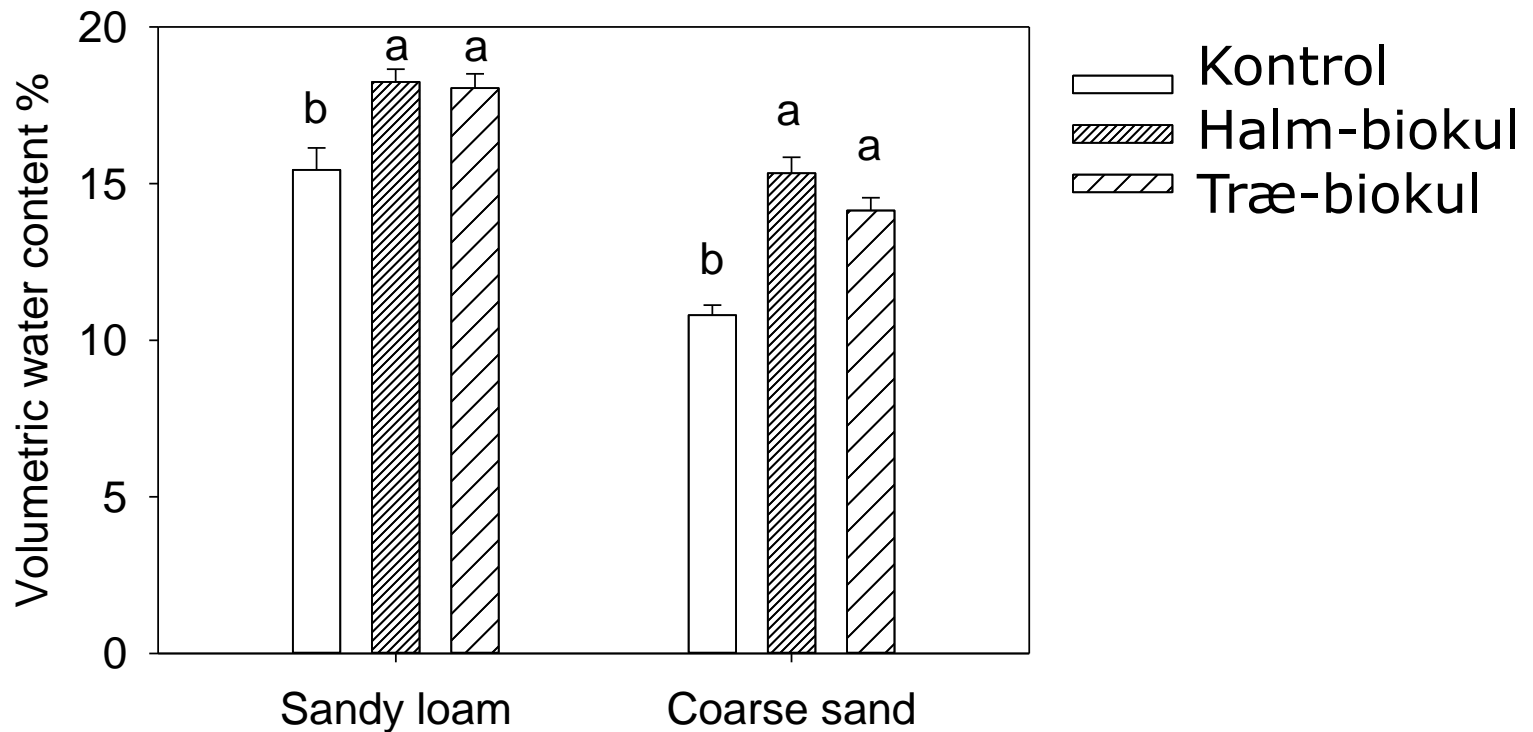 Volumetric water content %
20
15
10
5
0
b
a
a
b
a
a
Sandy loam
Coarse sand
Kontrol
Halm-biokul
Træ-biokul